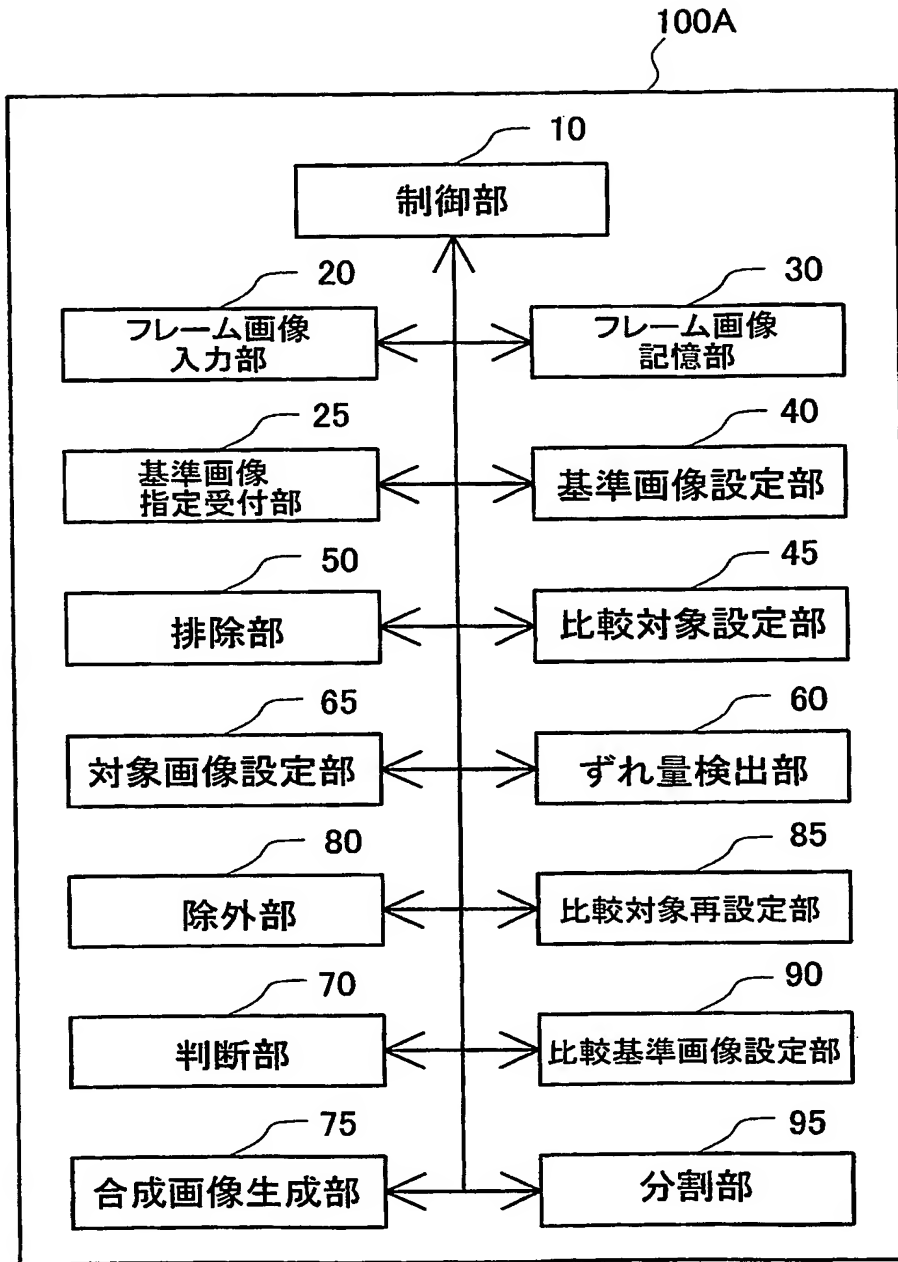 100A
10
制御部
20
フレーム画像
入力部
30
フレーム画像
記憶部
25
基準画像
指定受付部
40
基準画像設定部
50
排除部
45
比較対象設定部
65
対象画像設定部
60
ずれ量検出部
80
除外部
85
比較対象再設定部
70
判断部
90
比較基準画像設定部
75
合成画像生成部
95
分割部